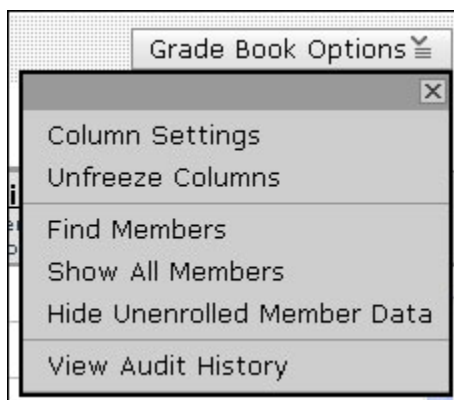 Grade Book Options
Column Settings
Unfreeze Columns
Find Members
Show All Members
Hide Unenrolled Member Data
View Audit History